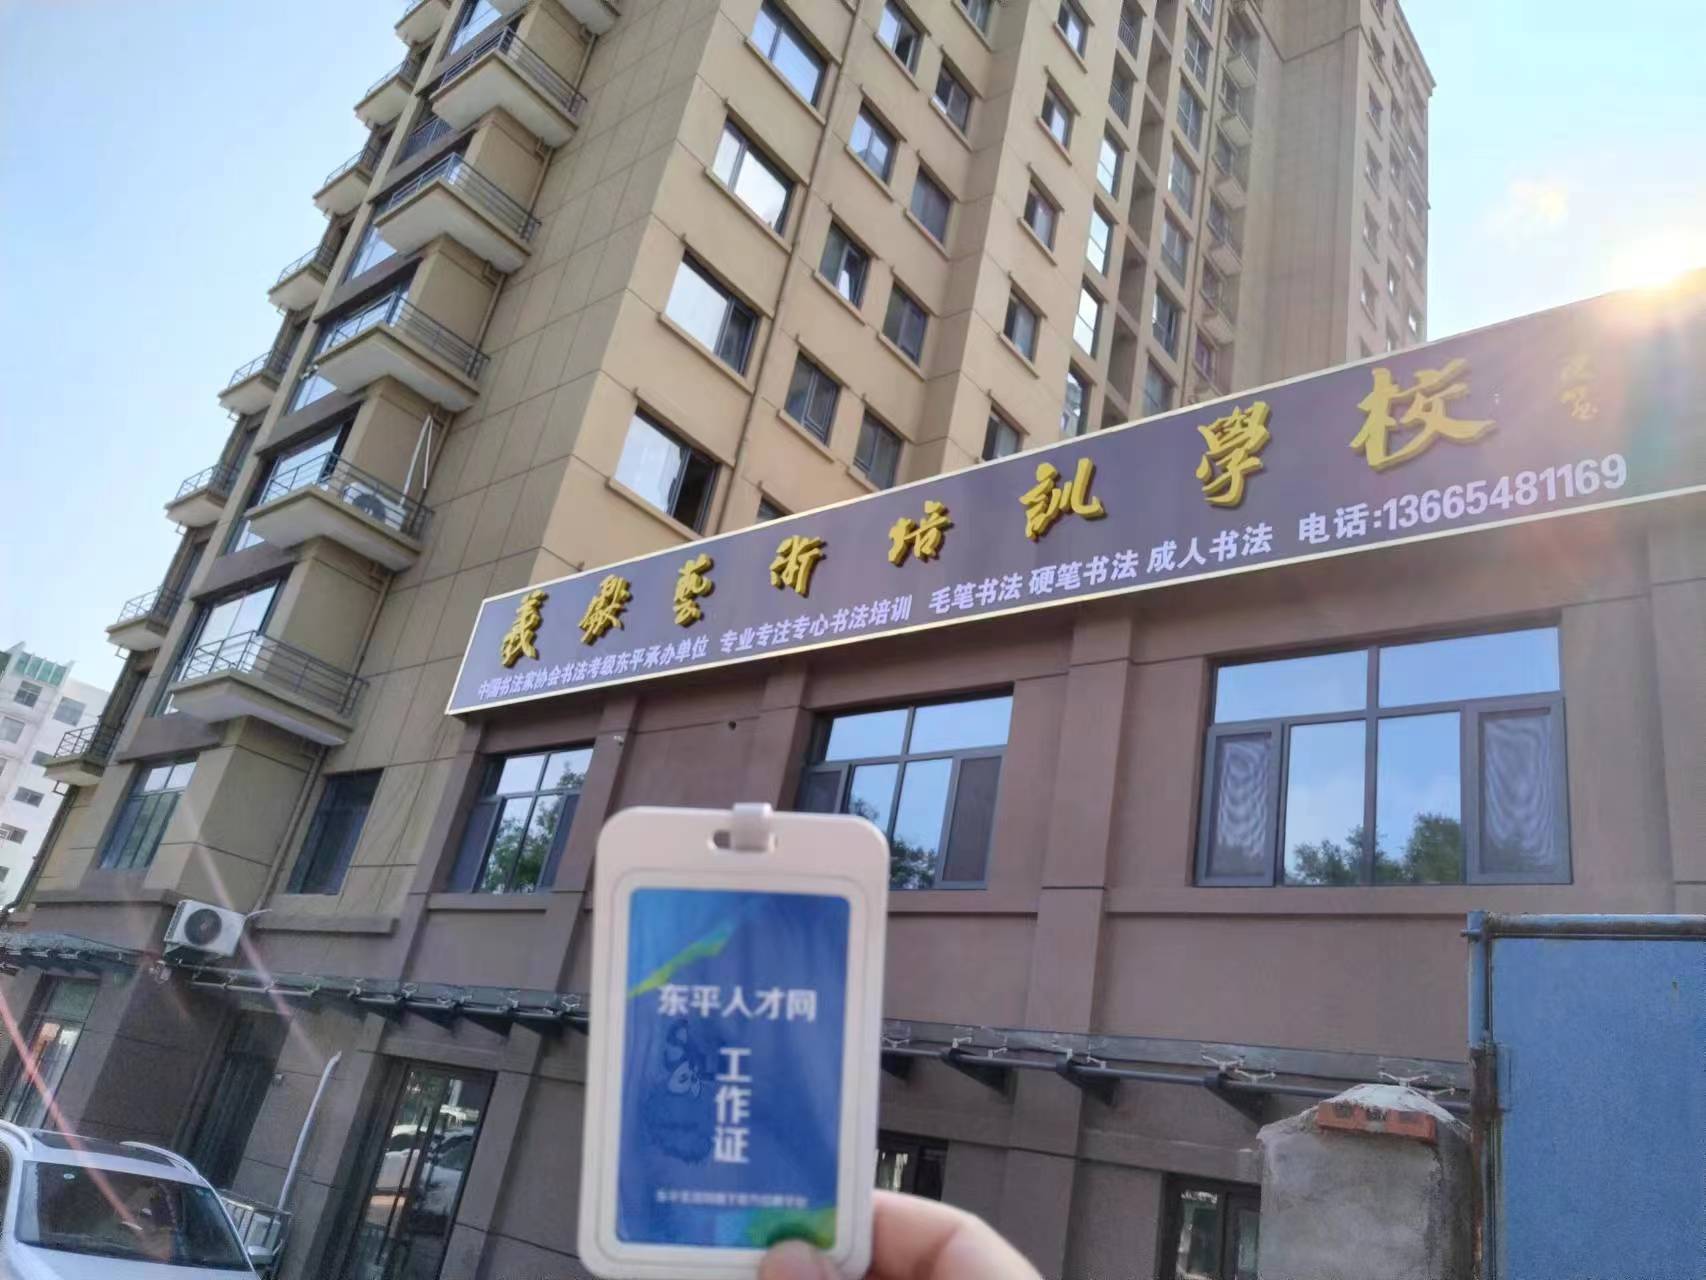 義 藝術培訓學校
中国书法家协会书法考级东平承办单位 专业专注专心书法培训 毛笔书法 硬笔书法 成人书法 电话:13665481169
东平人才网
工作证